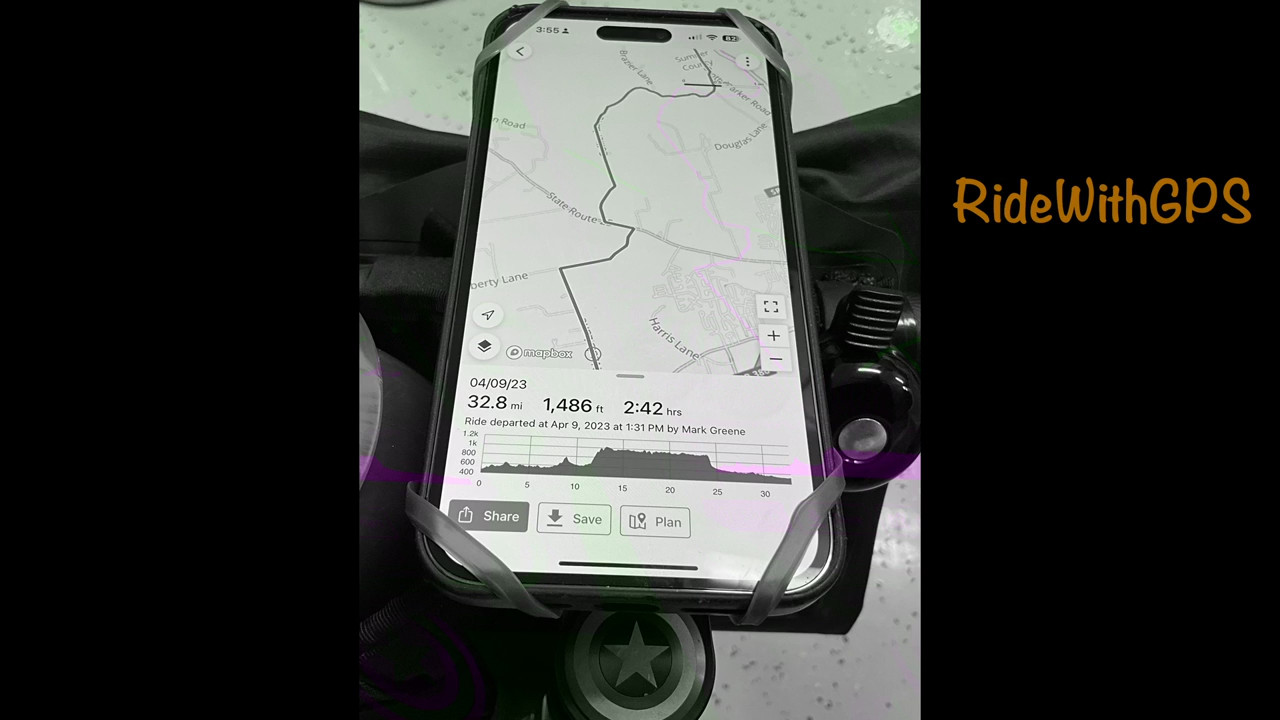 3:55
82
Brazier Lane
Sumner
County
Parker Road
n Road
Douglas Lane
State Route
berty Lane
Harris Lane
mapbox
04/09/23
32.8 mi 1,486 ft 2:42 hrs
Ride departed at Apr 9, 2023 at 1:31 PM by Mark Greene
1.2k
1k
800
600
400
0 5 10 15 20 25 30
Share Save Plan
RideWithGPS